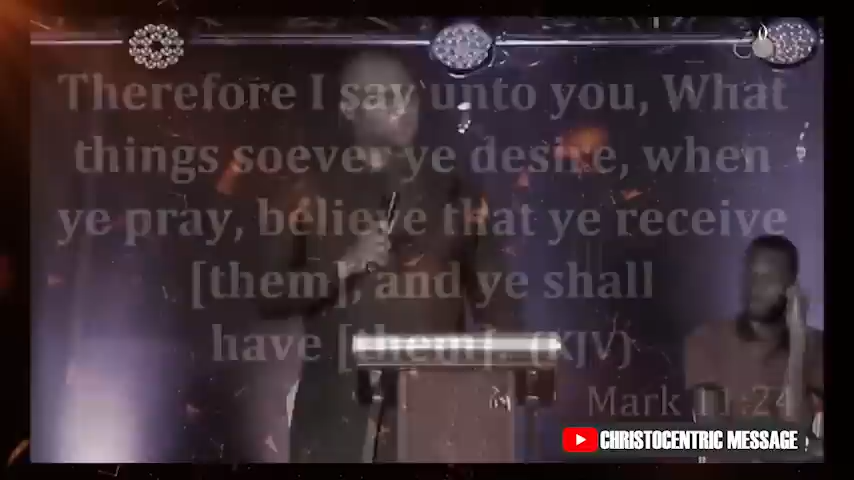 Therefore I say unto you, What
things soever ye desire, when
ye pray, believe that ye receive
[them], and ye shall
have [them]. (KJV)
Mark 11:24
CHRISTOCENTRIC MESSAGE